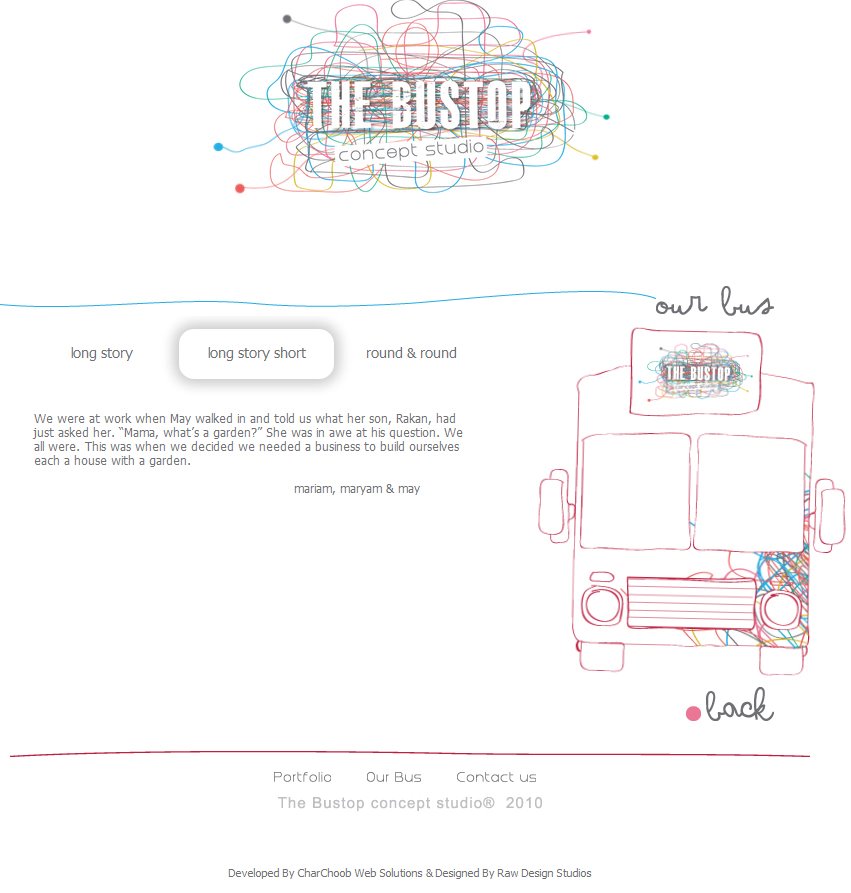 THE BUSTOP
concept studio
our bus
long story
long story short
round & round
THE BUSTOP
concept studio
We were at work when May walked in and told us what her son, Rakan, had
just asked her. “Mama, what’s a garden?” She was in awe at his question. We
all were. This was when we decided we needed a business to build ourselves
each a house with a garden.
mariam, maryam & may
back
Portfolio
Our Bus
Contact us
The Bustop concept studio® 2010
Developed By CharChoob Web Solutions & Designed By Raw Design Studios